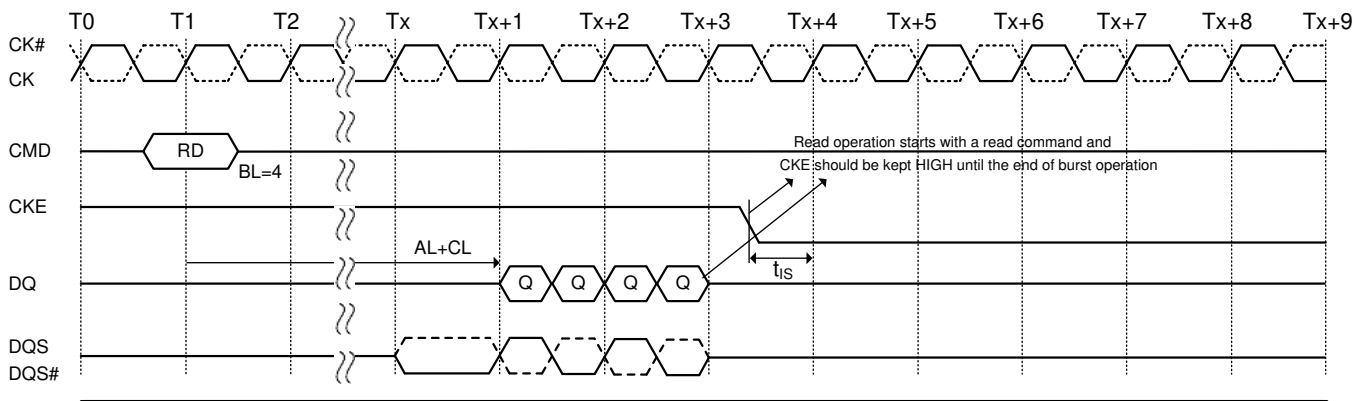 T0 T1 T2 Tx Tx+1 Tx+2 Tx+3 Tx+4 Tx+5 Tx+6 Tx+7 Tx+8 Tx+9
CK#
CK
CMD RD
BL=4
Read operation starts with a read command and
CKE should be kept HIGH until the end of burst operation
CKE
AL+CL
tIS
DQ Q Q Q Q
DQS
DQS#